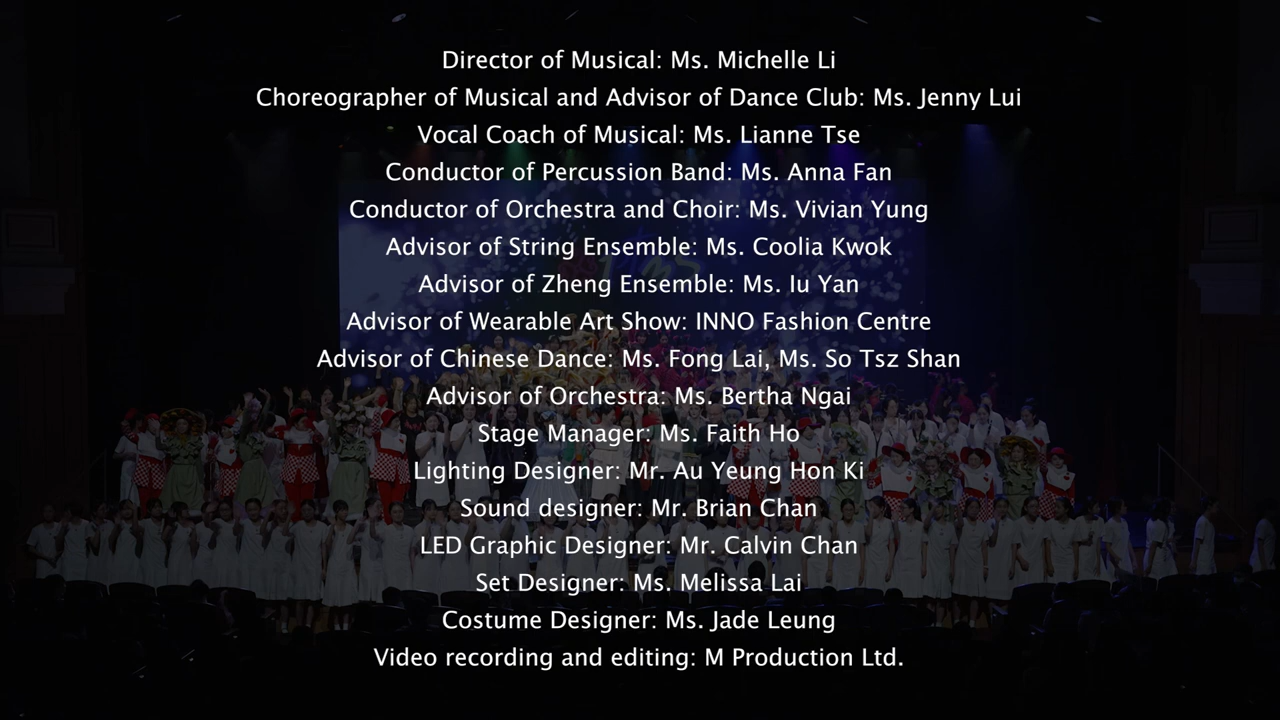 Director of Musical: Ms. Michelle Li
Choreographer of Musical and Advisor of Dance Club: Ms. Jenny Lui
Vocal Coach of Musical: Ms. Lianne Tse
Conductor of Percussion Band: Ms. Anna Fan
Conductor of Orchestra and Choir: Ms. Vivian Yung
Advisor of String Ensemble: Ms. Coolia Kwok
Advisor of Zheng Ensemble: Ms. Iu Yan
Advisor of Wearable Art Show: INNO Fashion Centre
Advisor of Chinese Dance: Ms. Fong Lai, Ms. So Tsz Shan
Advisor of Orchestra: Ms. Bertha Ngai
Stage Manager: Ms. Faith Ho
Lighting Designer: Mr. Au Yeung Hon Ki
Sound designer: Mr. Brian Chan
LED Graphic Designer: Mr. Calvin Chan
Set Designer: Ms. Melissa Lai
Costume Designer: Ms. Jade Leung
Video recording and editing: M Production Ltd.